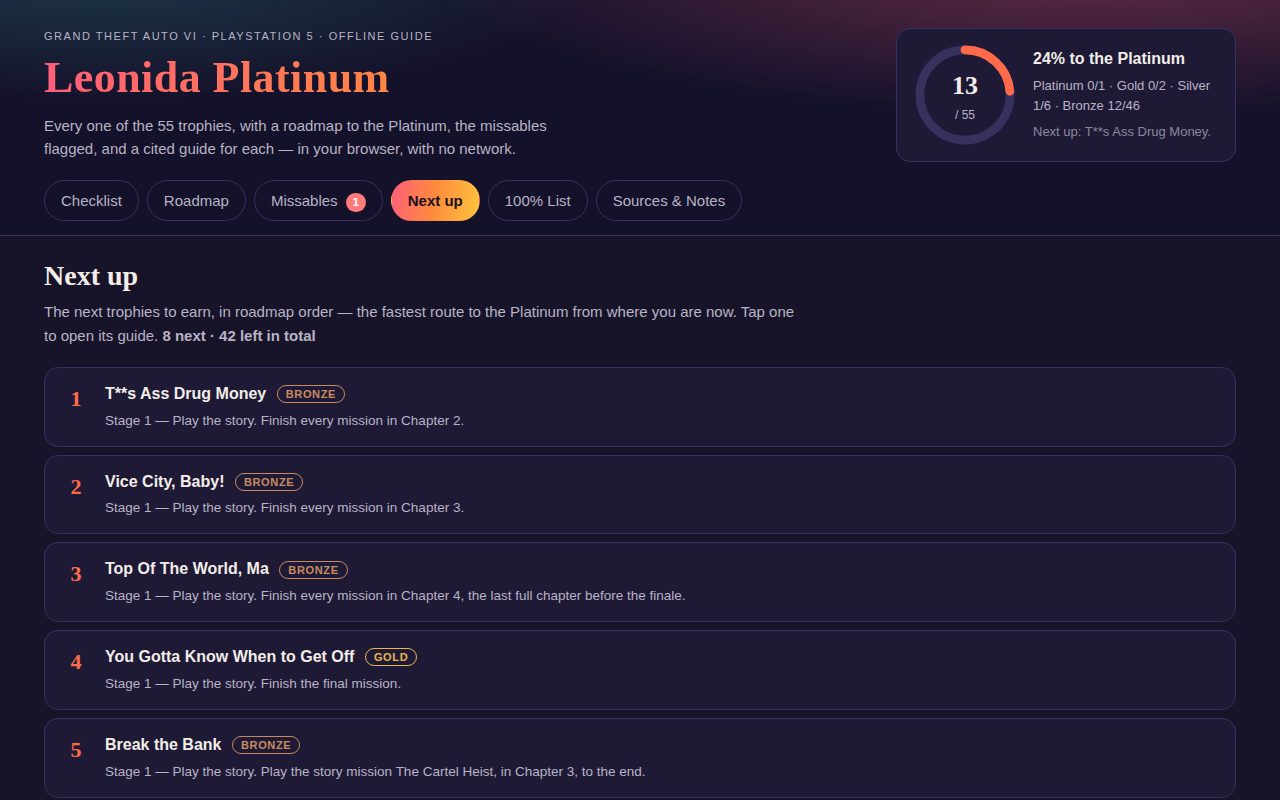 GRAND THEFT AUTO VI · PLAYSTATION 5 · OFFLINE GUIDE
Leonida Platinum
Every one of the 55 trophies, with a roadmap to the Platinum, the missables
flagged, and a cited guide for each — in your browser, with no network.
13
/ 55
24% to the Platinum
Platinum 0/1 · Gold 0/2 · Silver
1/6 · Bronze 12/46
Next up: T**s Ass Drug Money.
Checklist
Roadmap
Missables 1
Next up
100% List
Sources & Notes
Next up
The next trophies to earn, in roadmap order — the fastest route to the Platinum from where you are now. Tap one
to open its guide. 8 next · 42 left in total
1
T**s Ass Drug Money BRONZE
Stage 1 — Play the story. Finish every mission in Chapter 2.
2
Vice City, Baby! BRONZE
Stage 1 — Play the story. Finish every mission in Chapter 3.
3
Top Of The World, Ma BRONZE
Stage 1 — Play the story. Finish every mission in Chapter 4, the last full chapter before the finale.
4
You Gotta Know When to Get Off GOLD
Stage 1 — Play the story. Finish the final mission.
5
Break the Bank BRONZE
Stage 1 — Play the story. Play the story mission The Cartel Heist, in Chapter 3, to the end.